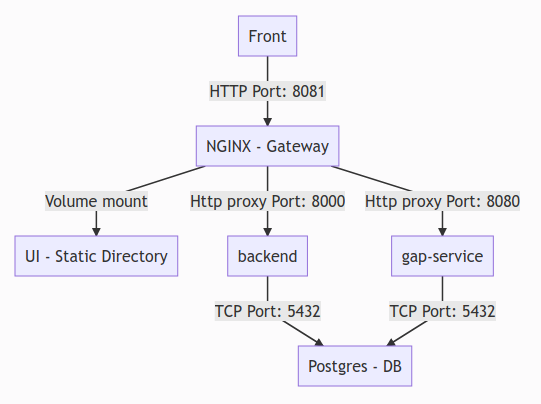 Front
HTTP Port: 8081
NGINX - Gateway
Volume mount
Http proxy Port: 8000
Http proxy Port: 8080
UI - Static Directory
backend
gap-service
TCP Port: 5432
TCP Port: 5432
Postgres - DB